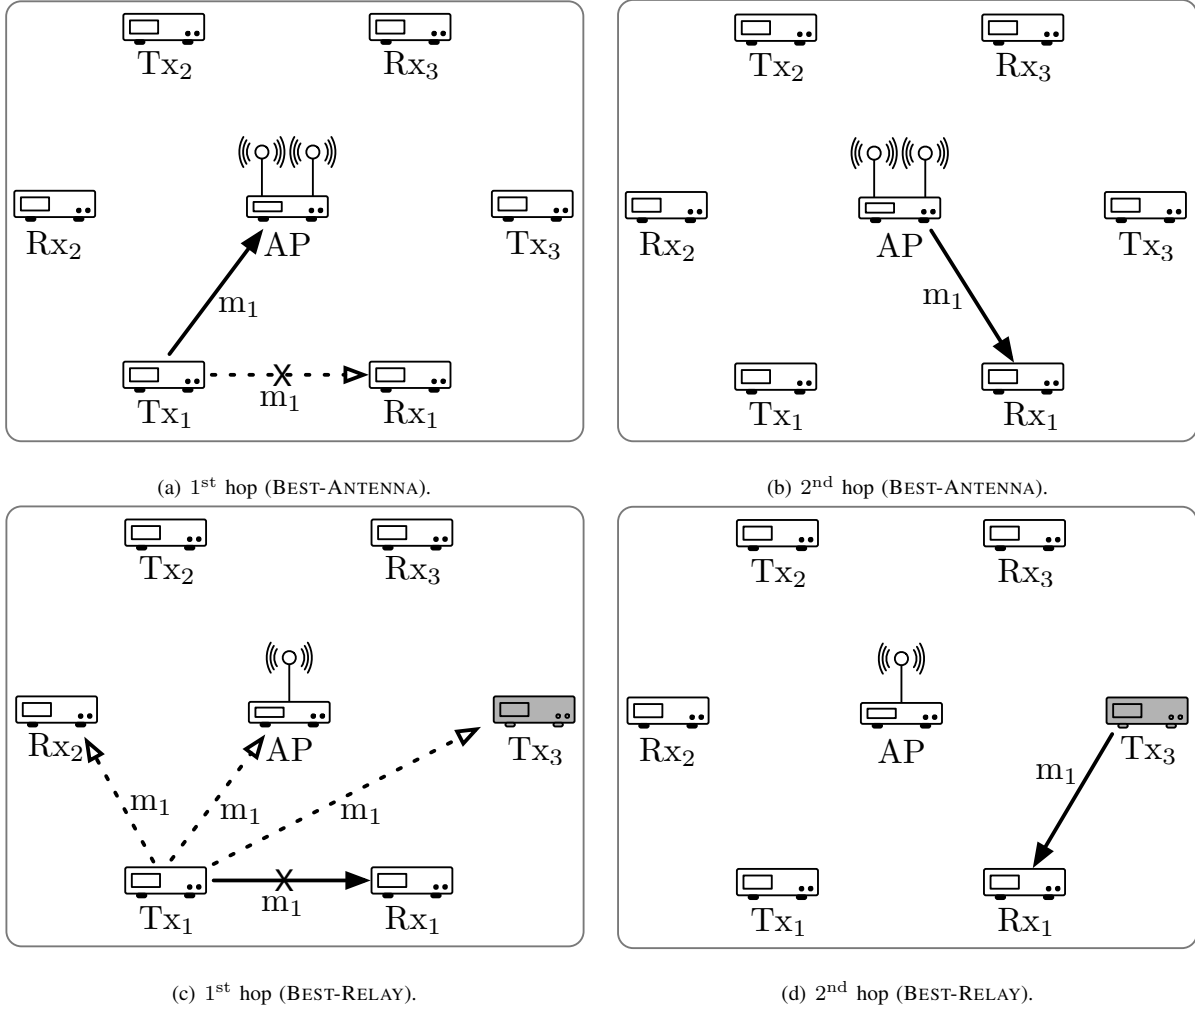 Tx₂ Rx₃
AP
Rx₂ Tx₃
m₁
m₁
Tx₁ Rx₁
(a) 1ˢᵗ hop (BEST-ANTENNA).
Tx₂ Rx₃
AP
Rx₂ Tx₃
m₁
Tx₁ Rx₁
(b) 2ⁿᵈ hop (BEST-ANTENNA).
Tx₂ Rx₃
Rx₂ AP Tx₃
m₁ m₁ m₁
m₁
Tx₁ Rx₁
(c) 1ˢᵗ hop (BEST-RELAY).
Tx₂ Rx₃
Rx₂ AP Tx₃
m₁
Tx₁ Rx₁
(d) 2ⁿᵈ hop (BEST-RELAY).